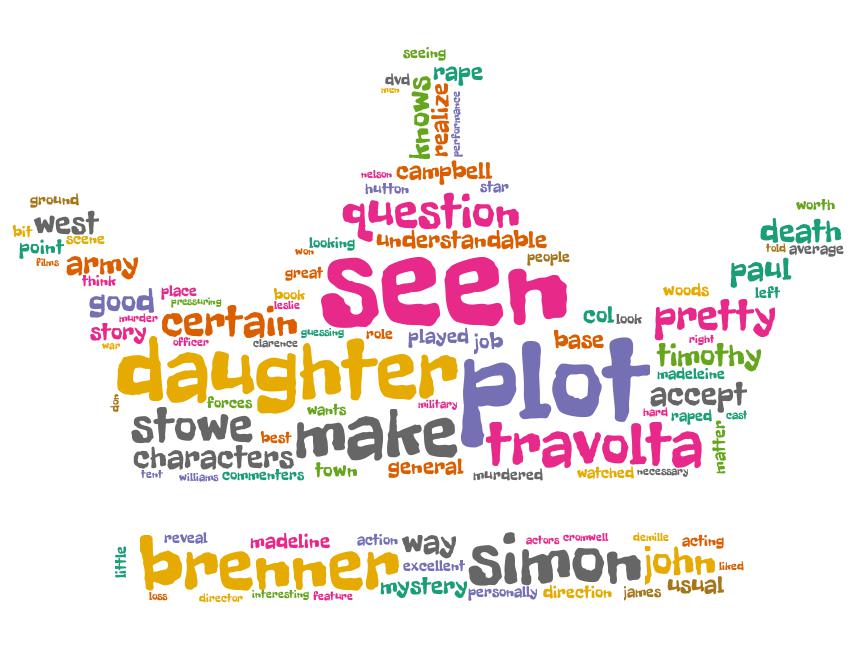 seeing
dvd rape
men
knows realize performance
nelson campbell
hutton star
ground
west question worth
bit
point scene looking understandable death
won people told average
films army
think great seen paul
good place book woods left
pressuring leslie
murder certain col look pretty
story guessing role played job base right
war officer clarence timothy
daughter plot madeleine
don forces wants military accept
hard raped cast
stowe best make travolta matter
characters general
tent williams commenters town murdered watched necessary
reveal madeline action way actors cromwell demille acting
little brenner excellent simon john liked
mystery usual
loss director interesting feature personally direction james